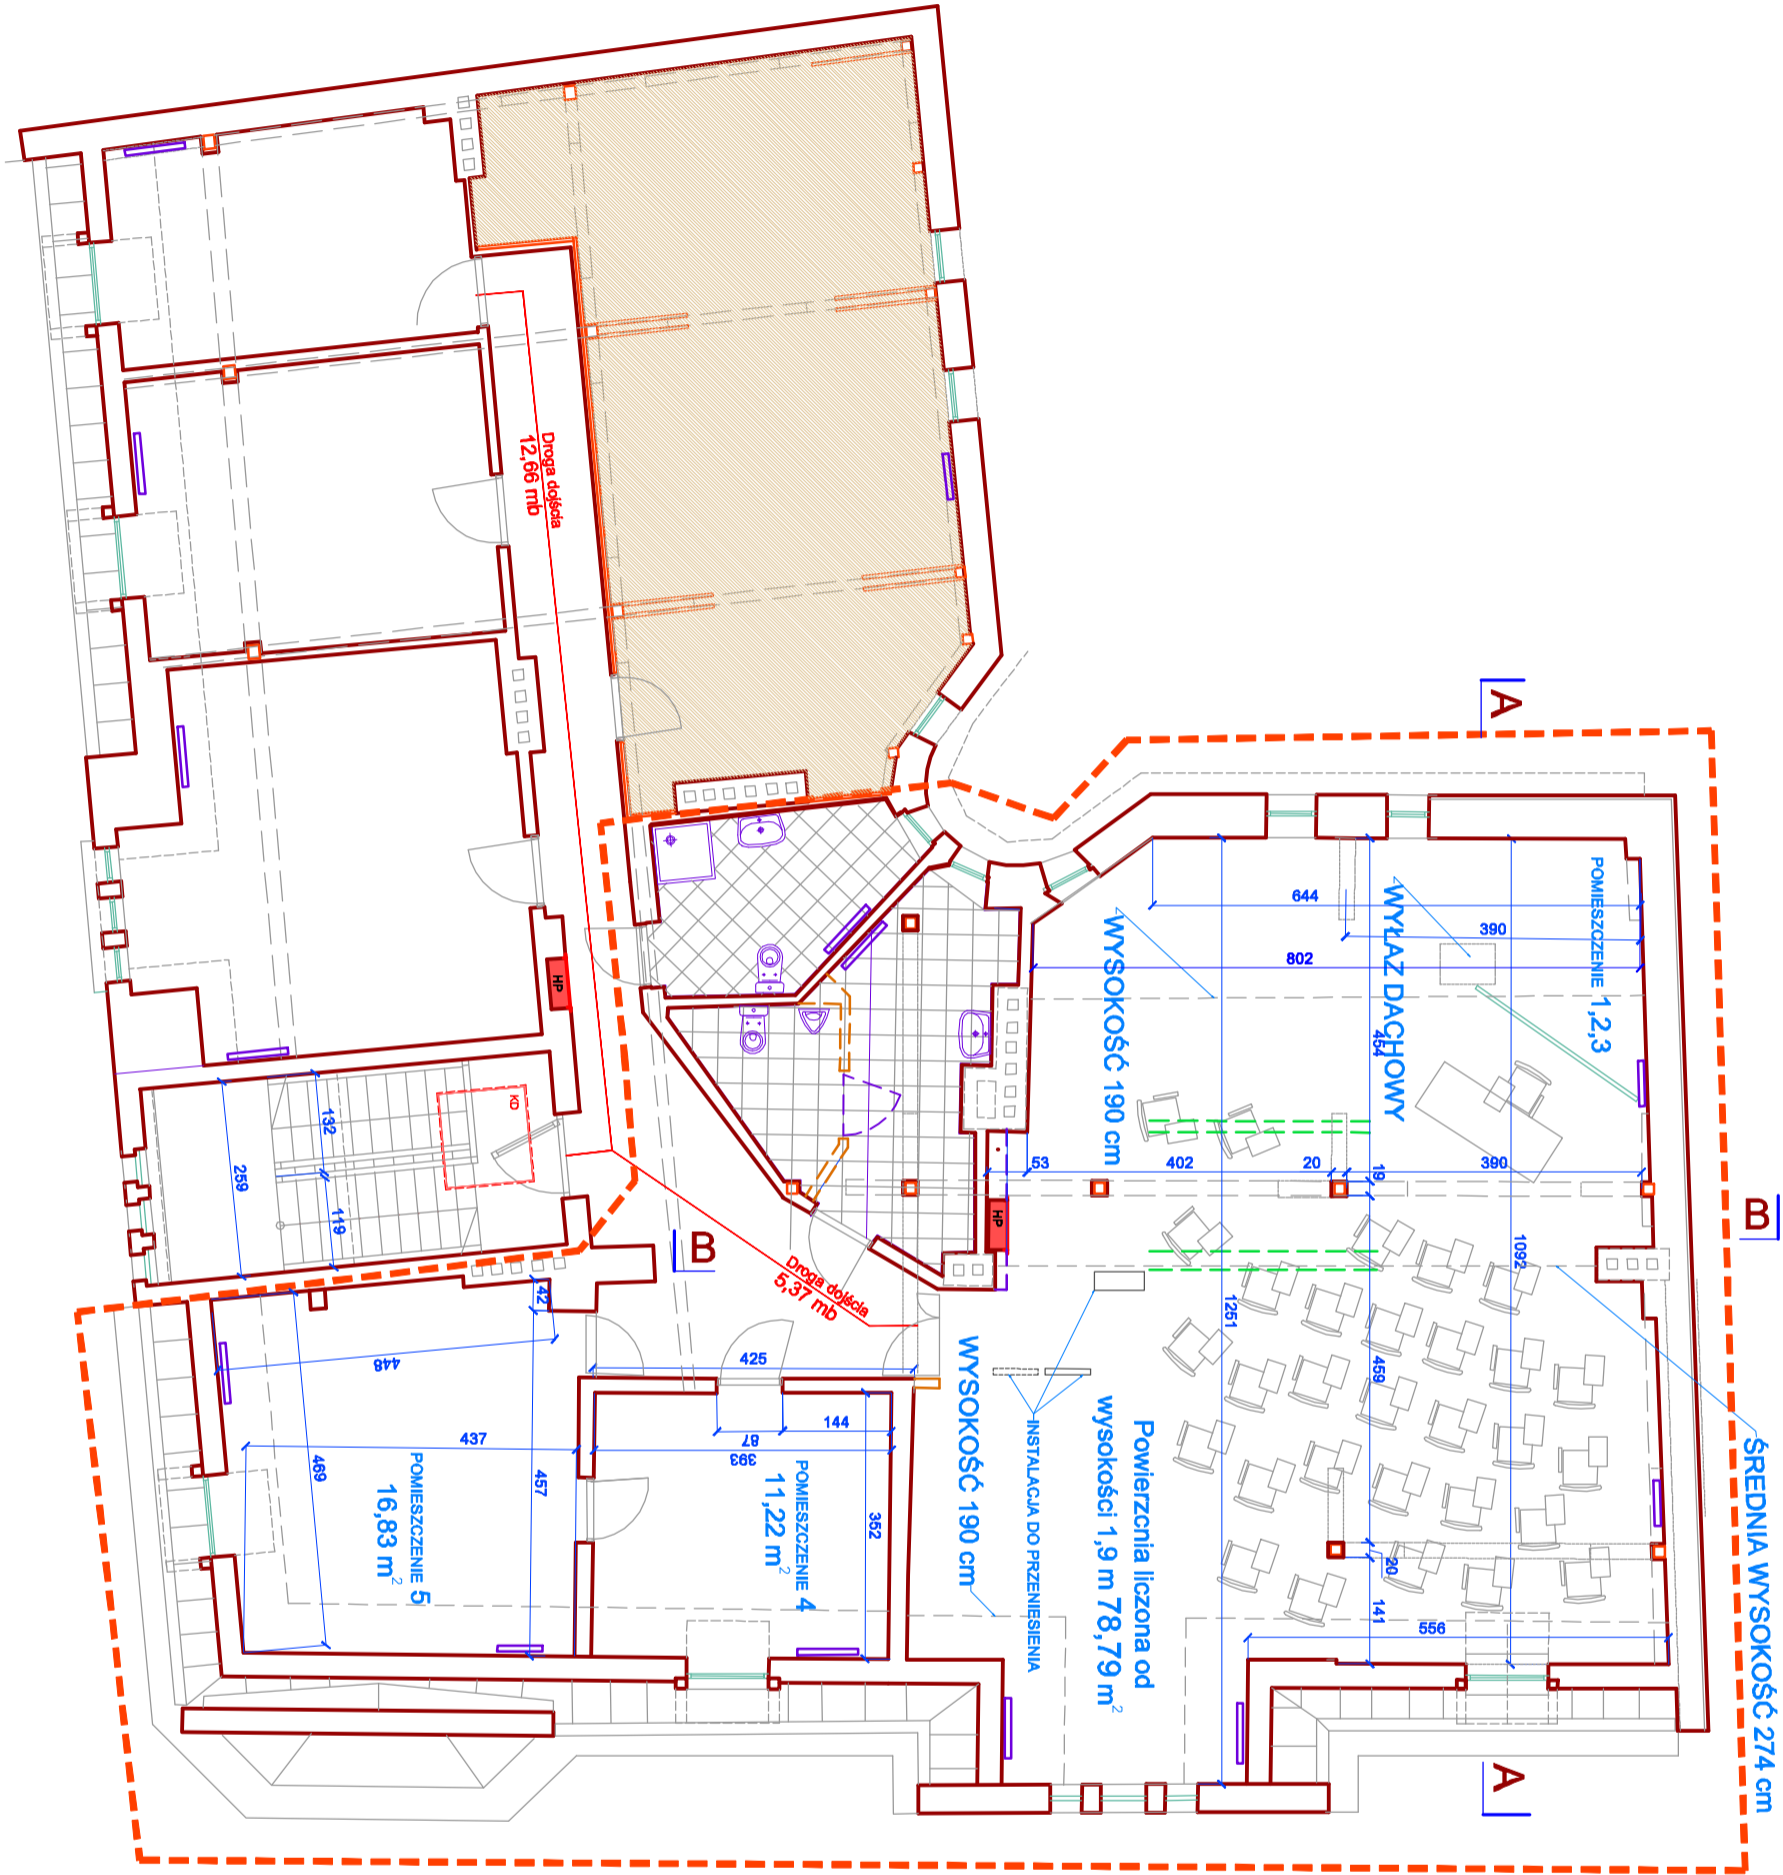 A
A
B
B
ŚREDNIA WYSOKOŚĆ 274 cm
POMIESZCZENIE 1,2,3
WYŁAZ DACHOWY
WYSOKOŚĆ 190 cm
644
390
802
454
53
402
20
19
390
1092
1251
459
20
141
556
HP
Powierzcnia liczona od
wysokości 1,9 m 78,79 m²
INSTALACJA DO PRZENIESIENIA
WYSOKOŚĆ 190 cm
Droga dojścia
5,37 mb
Droga dojścia
12,66 mb
HP
KD
132
119
259
42
448
425
144
87
393
352
POMIESZCZENIE 4
11,22 m²
437
457
469
POMIESZCZENIE 5
16,83 m²